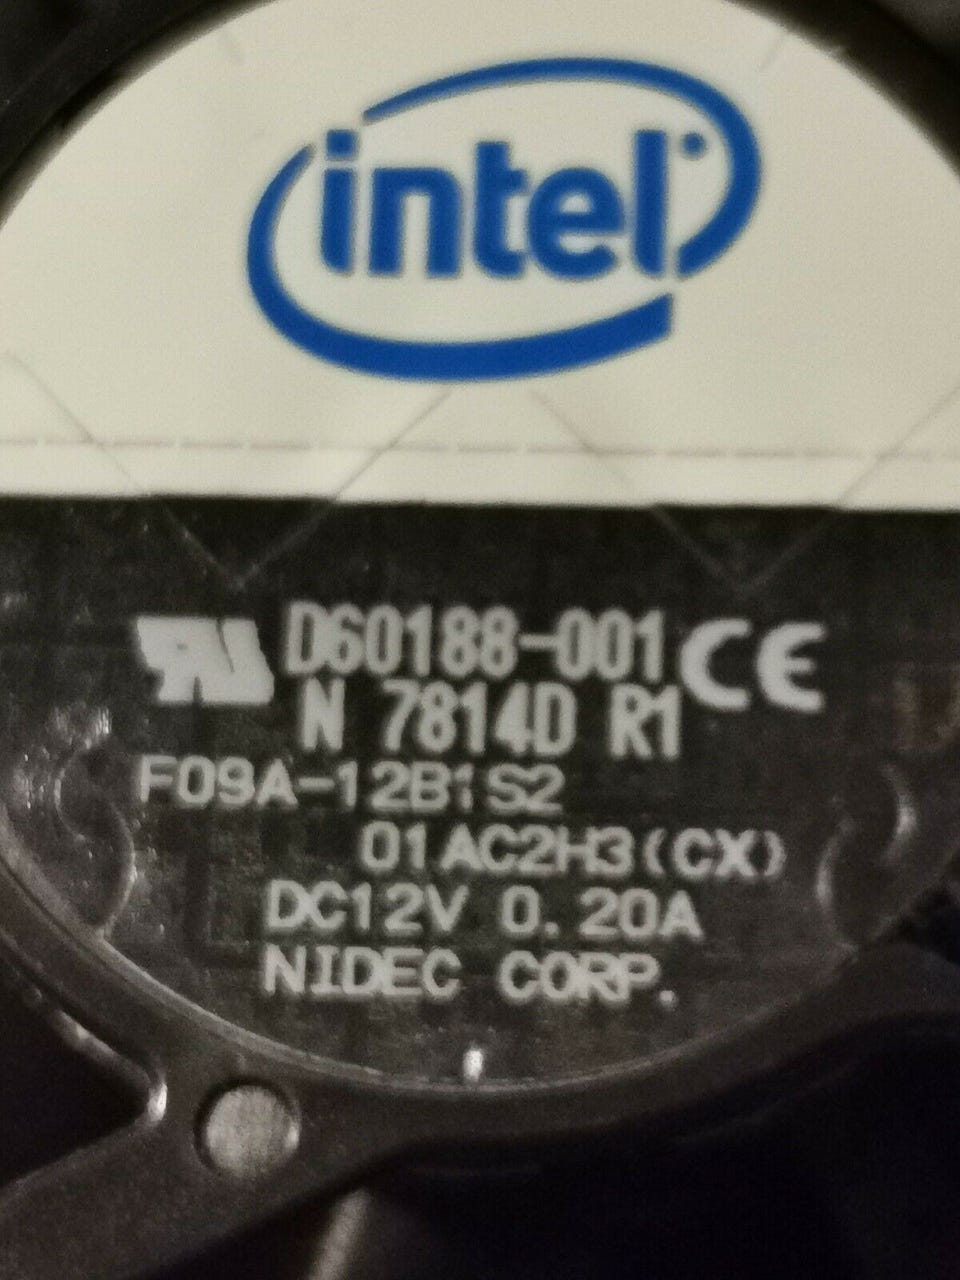 intel
D60188-001
N 7814D R1
F09A-12B1S2
01AC2H3(CX)
DC12V 0.20A
NIDEC CORP.